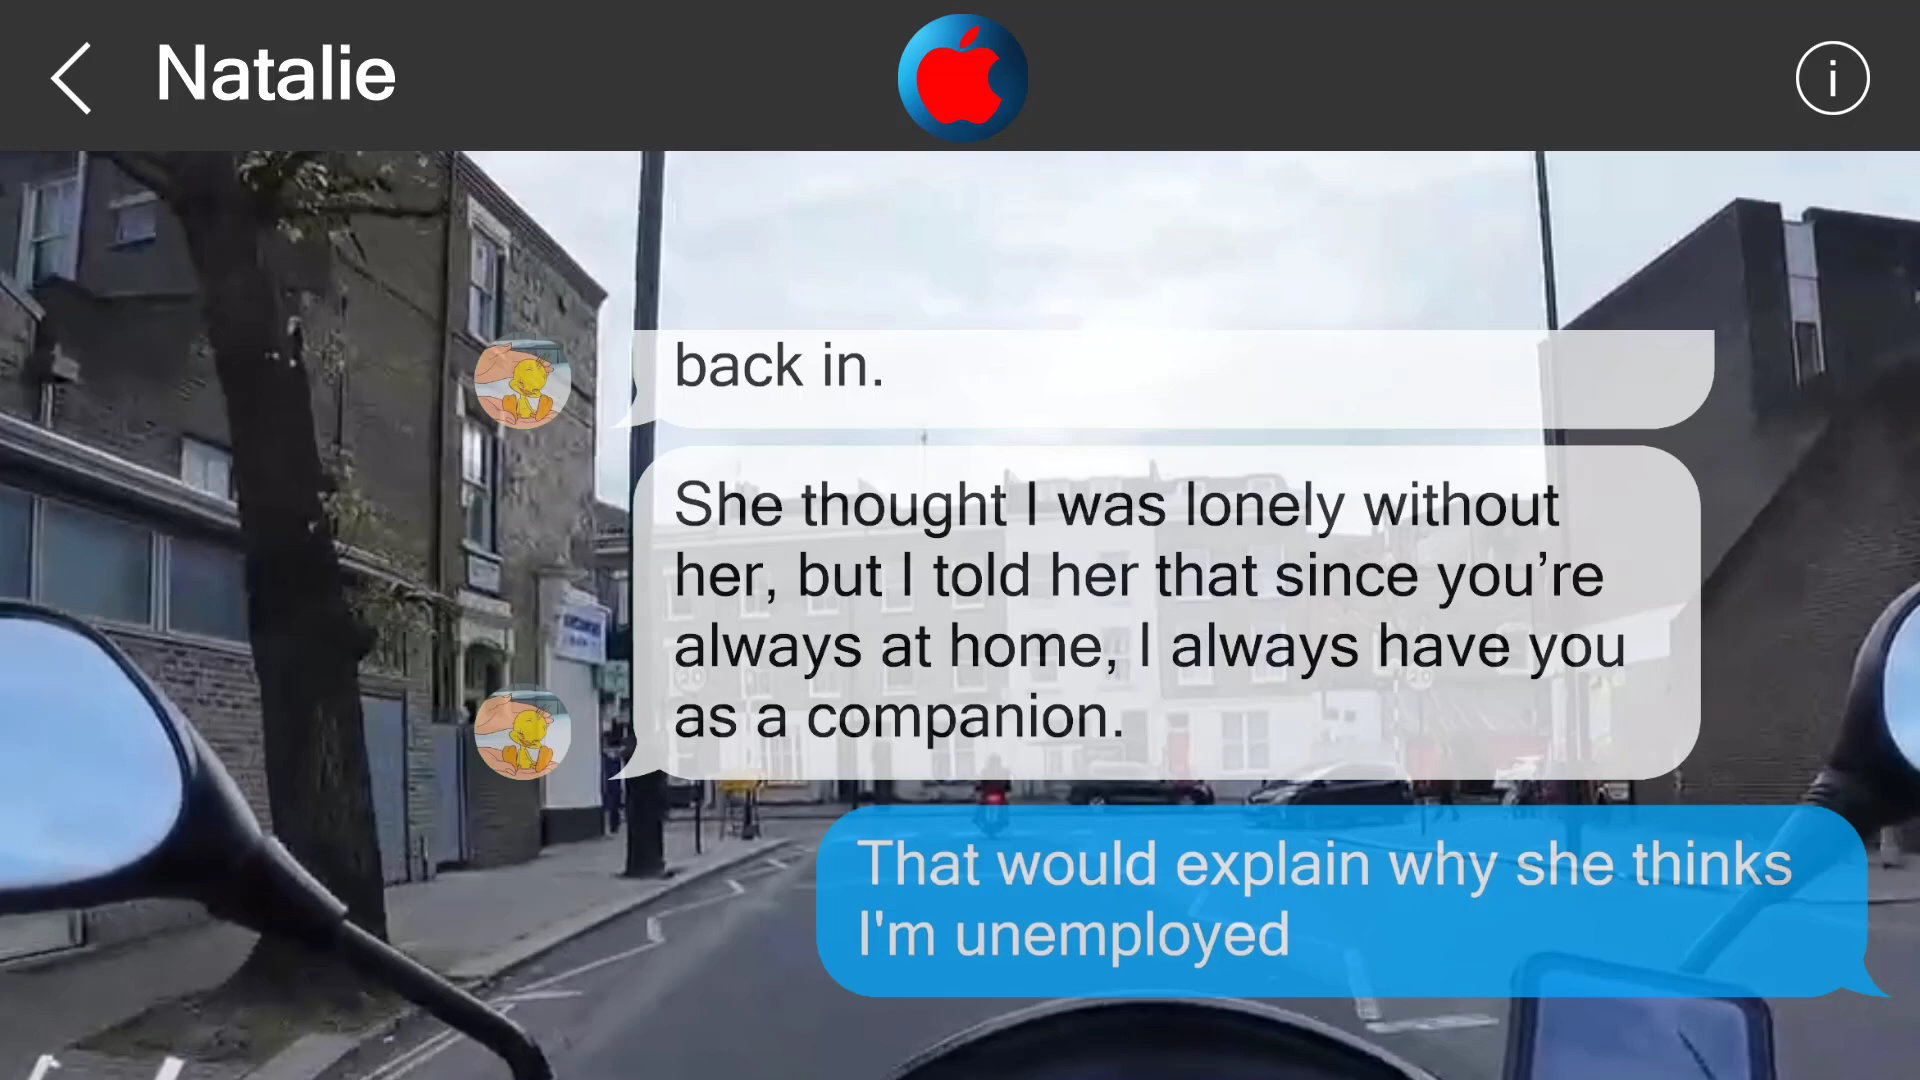 Natalie
i
back in.
She thought I was lonely without
her, but I told her that since you’re
always at home, I always have you
as a companion.
That would explain why she thinks
I'm unemployed